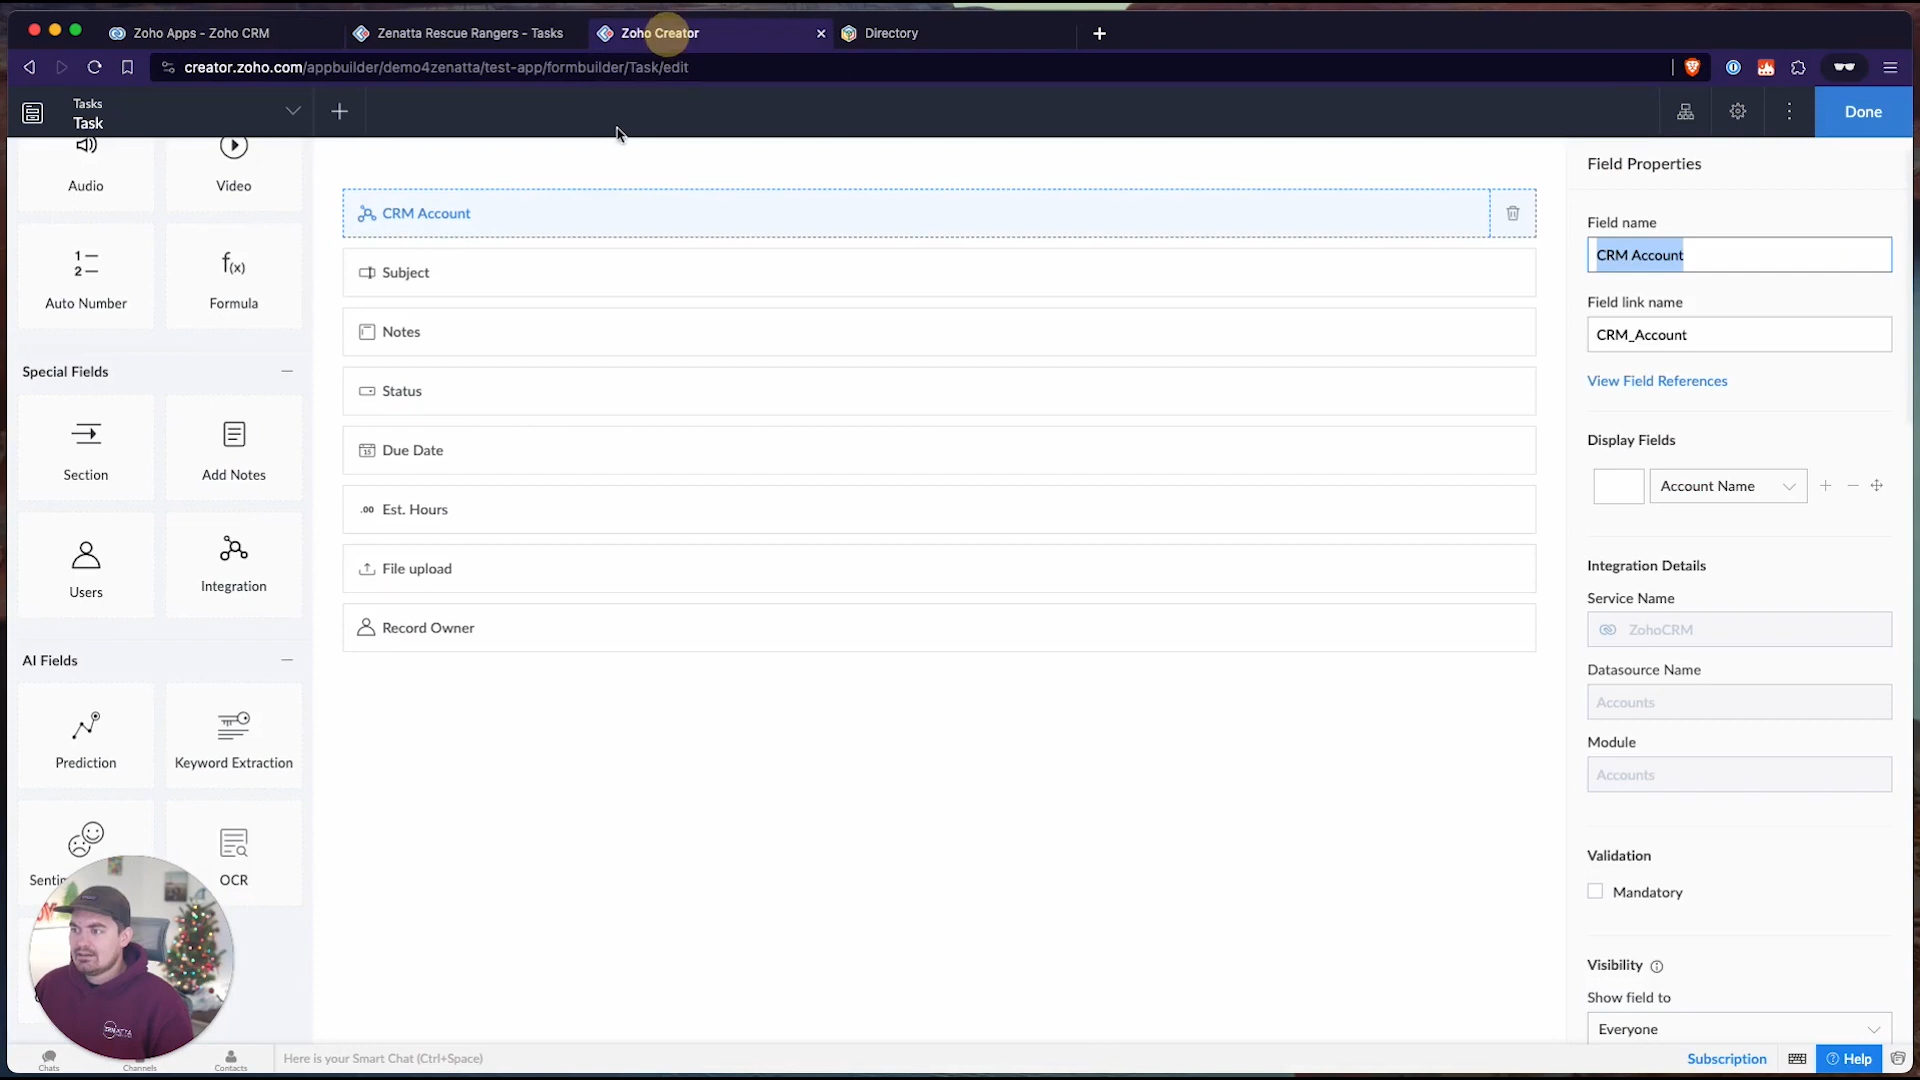 Zoho Apps - Zoho CRM
Zenatta Rescue Rangers - Tasks
Zoho Creator
Directory
creator.zoho.com/appbuilder/demo4zenatta/test-app/formbuilder/Task/edit
Tasks
Task
Done
Audio
Video
1
2
Auto Number
f(x)
Formula
Special Fields
Section
Add Notes
Users
Integration
AI Fields
Prediction
Keyword Extraction
OCR
CRM Account
Subject
Notes
Status
15
Due Date
.00
Est. Hours
File upload
Record Owner
Field Properties
Field name
CRM Account
Field link name
CRM_Account
View Field References
Display Fields
Account Name
Integration Details
Service Name
ZohoCRM
Datasource Name
Accounts
Module
Accounts
Validation
Mandatory
Visibility
Show field to
Everyone
Chats
Channels
Contacts
Here is your Smart Chat (Ctrl+Space)
Subscription
Help